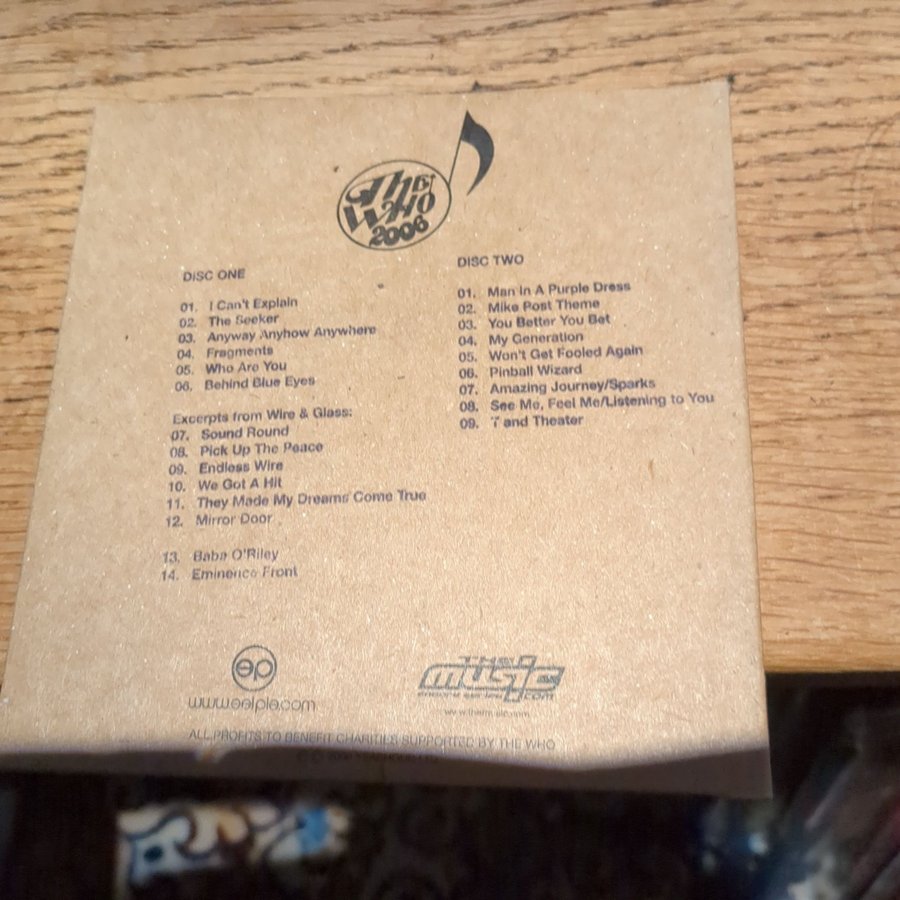 The Who
2006
DISC ONE
01. I Can't Explain
02. The Seeker
03. Anyway Anyhow Anywhere
04. Fragments
05. Who Are You
06. Behind Blue Eyes
Excerpts from Wire & Glass:
07. Sound Round
08. Pick Up The Peace
09. Endless Wire
10. We Got A Hit
11. They Made My Dreams Come True
12. Mirror Door
13. Baba O'Riley
14. Eminence Front
DISC TWO
01. Man In A Purple Dress
02. Mike Post Theme
03. You Better You Bet
04. My Generation
05. Won't Get Fooled Again
06. Pinball Wizard
07. Amazing Journey/Sparks
08. See Me, Feel Me/Listening to You
09. and Theater
ep
www.eelpie.com
THE
music
.com
ALL PROFITS TO BENEFIT CHARITIES SUPPORTED BY THE WHO